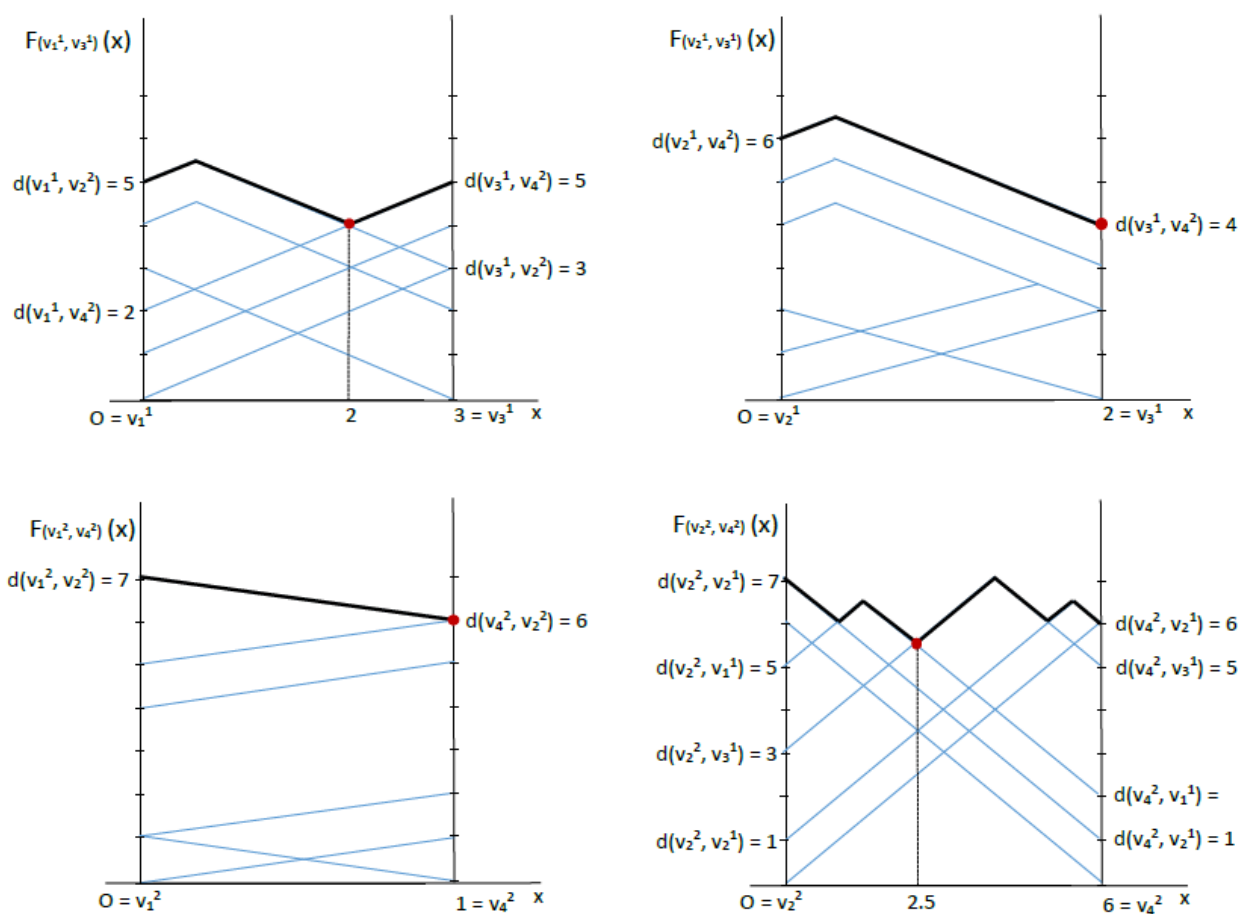 F(v₁¹, v₃¹) (x)
d(v₁¹, v₂²) = 5
d(v₁¹, v₄²) = 2
d(v₃¹, v₄²) = 5
d(v₃¹, v₂²) = 3
O = v₁¹
2
3 = v₃¹
x
F(v₂¹, v₃¹) (x)
d(v₂¹, v₄²) = 6
d(v₃¹, v₄²) = 4
O = v₂¹
2 = v₃¹
x
F(v₁², v₄²) (x)
d(v₁², v₂²) = 7
d(v₄², v₂²) = 6
O = v₁²
1 = v₄²
x
F(v₂², v₄²) (x)
d(v₂², v₂¹) = 7
d(v₂², v₁¹) = 5
d(v₂², v₃¹) = 3
d(v₂², v₂¹) = 1
d(v₄², v₂¹) = 6
d(v₄², v₃¹) = 5
d(v₄², v₁¹) =
d(v₄², v₂¹) = 1
O = v₂²
2.5
6 = v₄²
x